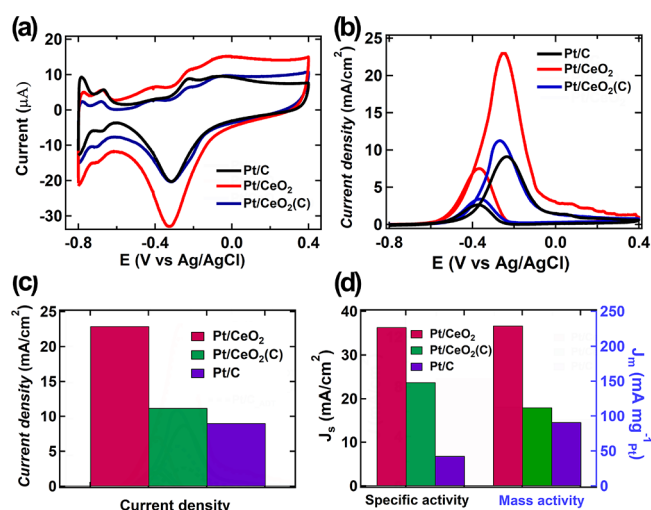 (a)
20
10
0
-10
-20
-30
Current (µA)
Pt/C
Pt/CeO₂
Pt/CeO₂(C)
-0.8
-0.4
0.0
0.4
E (V vs Ag/AgCl)
(b)
25
20
15
10
5
0
Current density (mA/cm²)
Pt/C
Pt/CeO₂
Pt/CeO₂(C)
-0.8
-0.4
0.0
0.4
E (V vs Ag/AgCl)
(c)
25
20
15
10
5
0
Current density (mA/cm²)
Pt/CeO₂
Pt/CeO₂(C)
Pt/C
Current density
(d)
40
30
20
10
0
Jₛ (mA/cm²)
Pt/CeO₂
Pt/CeO₂(C)
Pt/C
250
200
150
100
50
0
Jₘ (mA mg⁻¹ Pt)
Specific activity
Mass activity